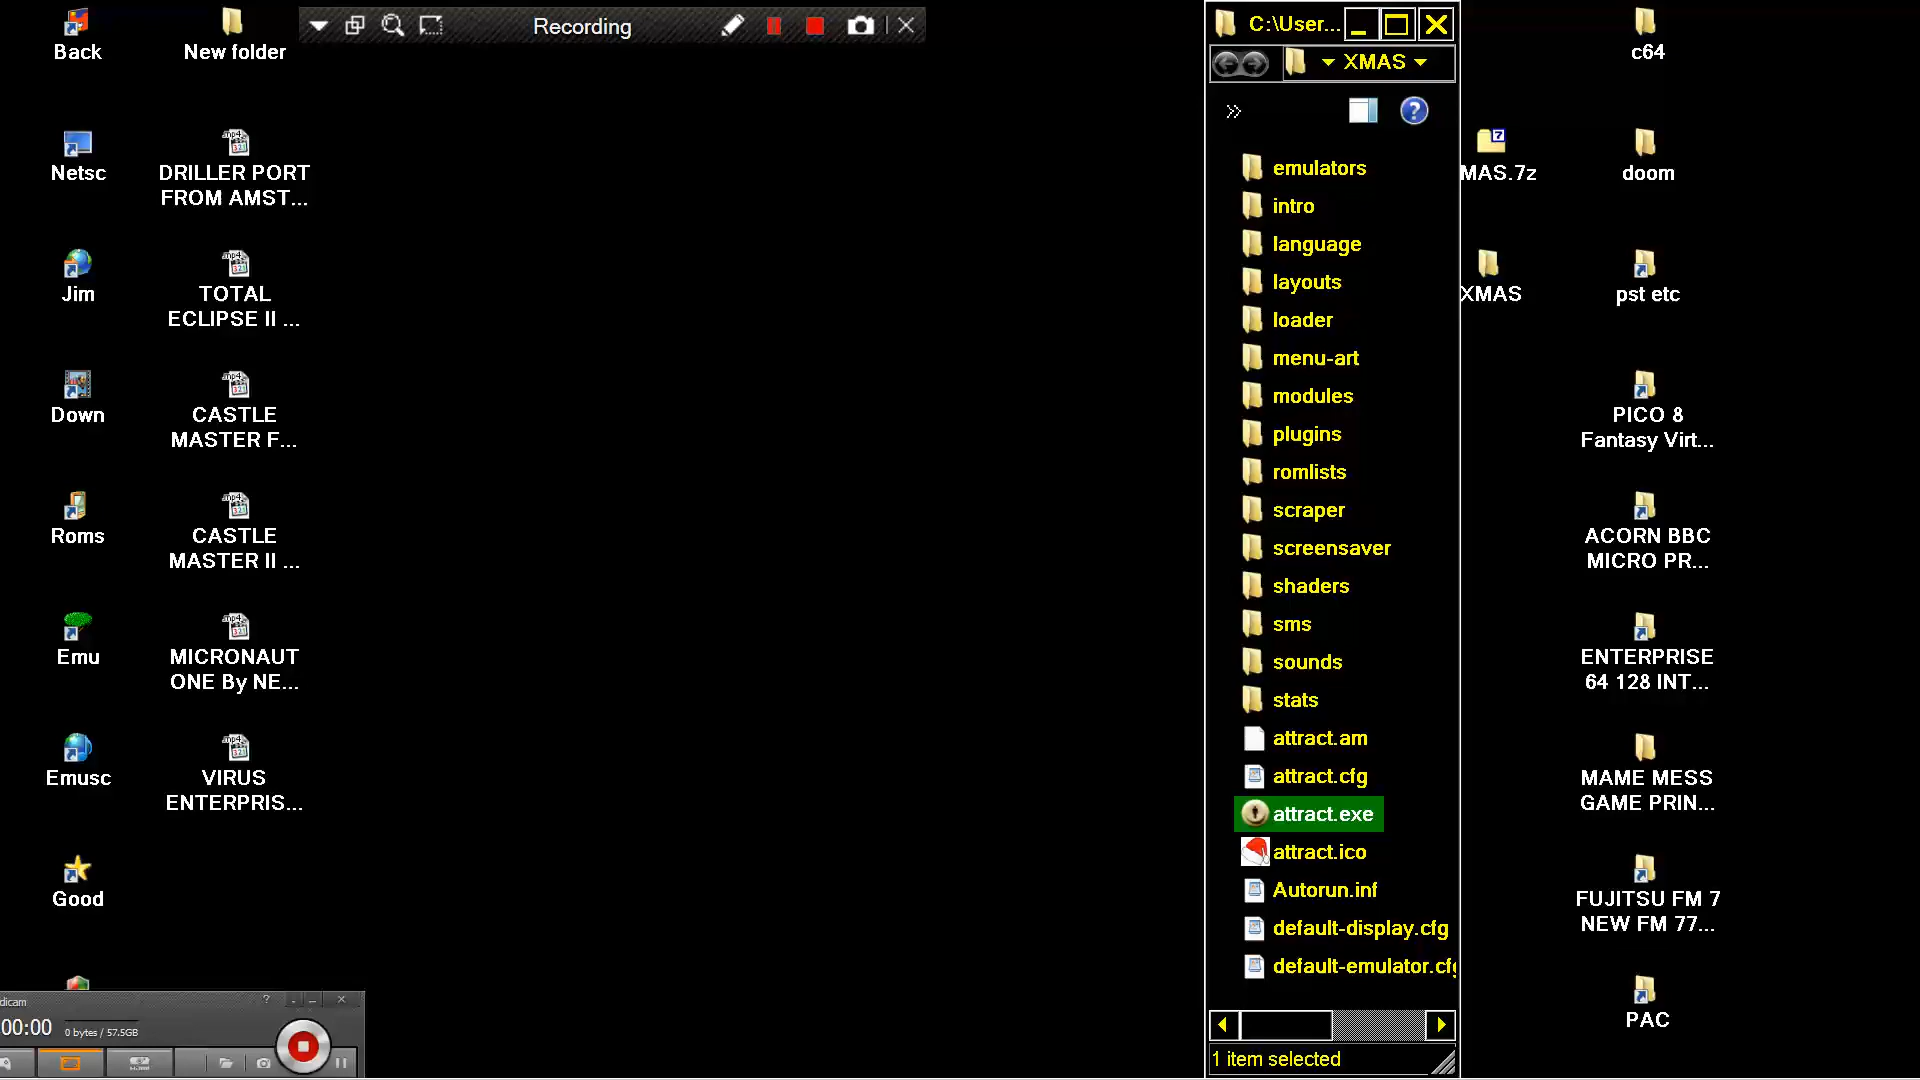 Back
New folder
Netsc
DRILLER PORT
FROM AMST...
Jim
TOTAL
ECLIPSE II ...
Down
CASTLE
MASTER F...
Roms
CASTLE
MASTER II ...
Emu
MICRONAUT
ONE By NE...
Emusc
VIRUS
ENTERPRIS...
Good
Recording
dicam
00:00
0 bytes / 57.5GB
C:\User...
XMAS
emulators
intro
language
layouts
loader
menu-art
modules
plugins
romlists
scraper
screensaver
shaders
sms
sounds
stats
attract.am
attract.cfg
attract.exe
attract.ico
Autorun.inf
default-display.cfg
default-emulator.cfg
1 item selected
MAS.7z
XMAS
c64
doom
pst etc
PICO 8
Fantasy Virt...
ACORN BBC
MICRO PR...
ENTERPRISE
64 128 INT...
MAME MESS
GAME PRIN...
FUJITSU FM 7
NEW FM 77...
PAC